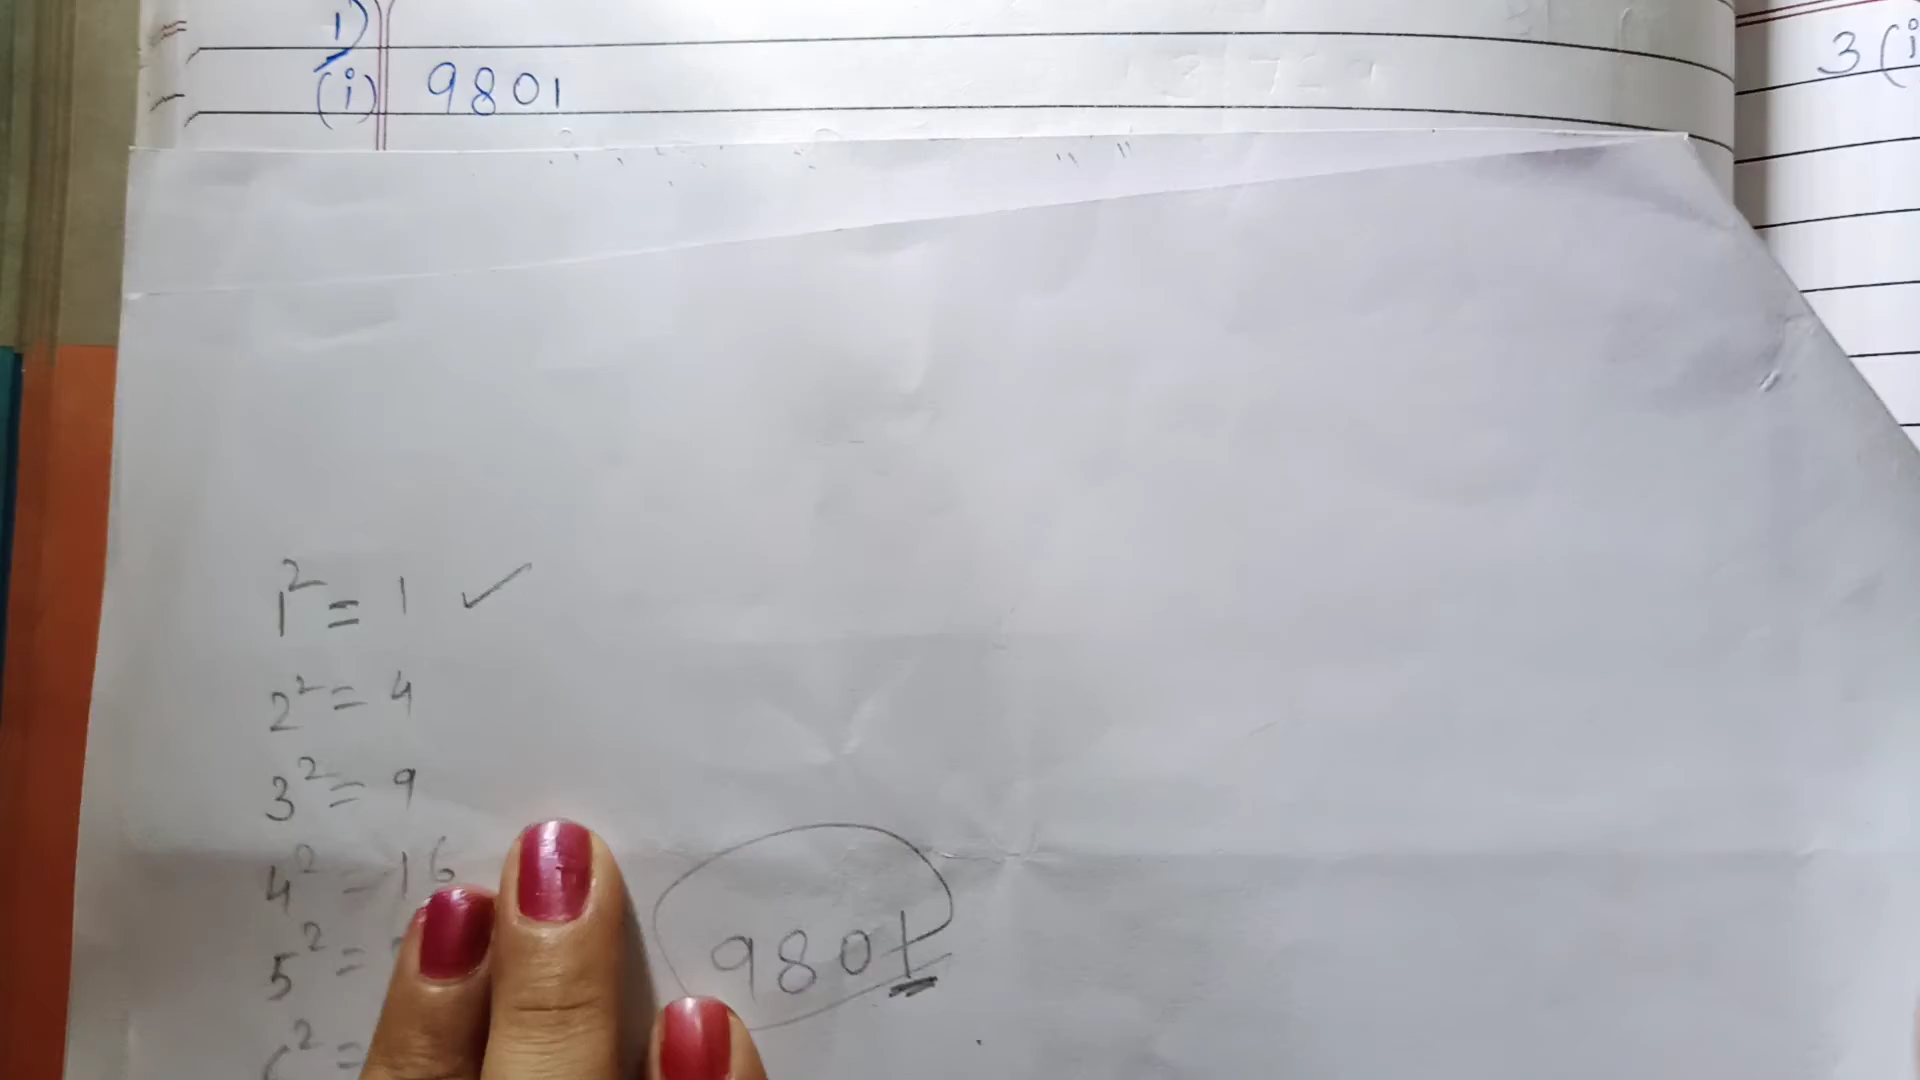 1)
(i) 9801
3 (i
1² = 1 ✓
2² = 4
3² = 9
4² = 16
5² =
9801